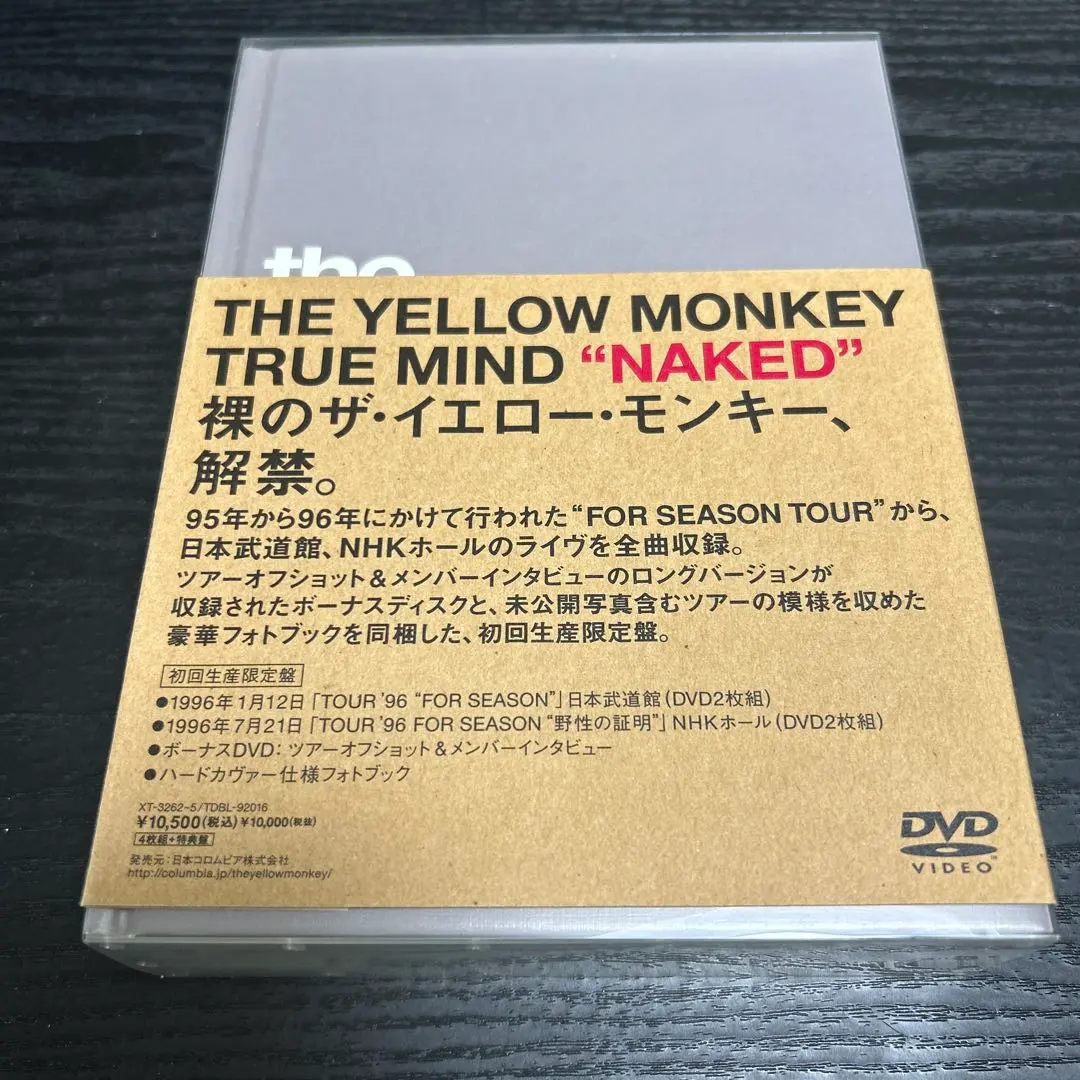 the
THE YELLOW MONKEY
TRUE MIND “NAKED”
裸のザ・イエロー・モンキー、
解禁。
95年から96年にかけて行われた“FOR SEASON TOUR”から、
日本武道館、NHKホールのライヴを全曲収録。
ツアーオフショット&メンバーインタビューのロングバージョンが
収録されたボーナスディスクと、未公開写真含むツアーの模様を収めた
豪華フォトブックを同梱した、初回生産限定盤。
初回生産限定盤
●1996年1月12日「TOUR '96 “FOR SEASON”」日本武道館(DVD2枚組)
●1996年7月21日「TOUR '96 FOR SEASON “野性の証明”」NHKホール(DVD2枚組)
●ボーナスDVD:ツアーオフショット&メンバーインタビュー
●ハードカヴァー仕様フォトブック
XT-3262~5/TDBL-92016
¥10,500(税込)¥10,000(税抜)
4枚組+特典盤
発売元:日本コロムビア株式会社
http://columbia.jp/theyellowmonkey/
DVD
VIDEO™